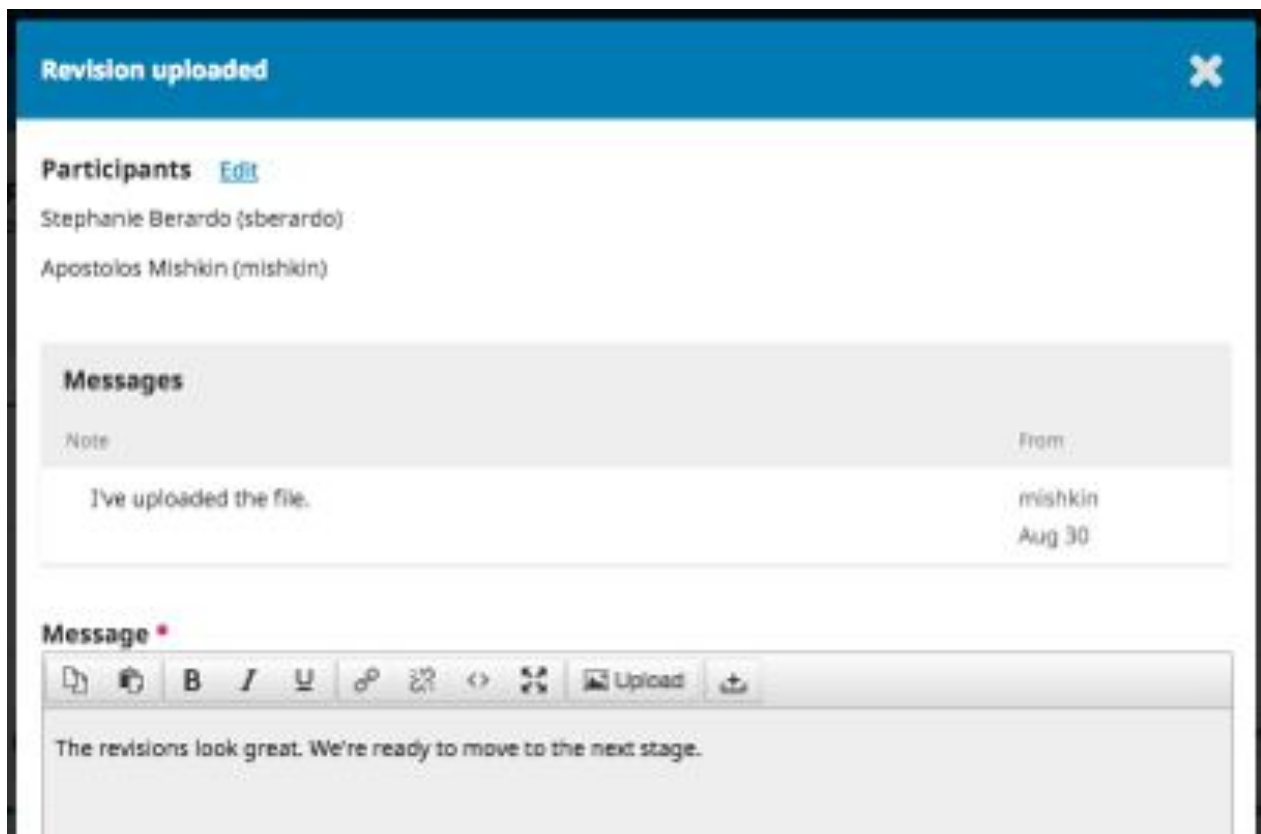 Revision uploaded
Participants Edit
Stephanie Berardo (sberardo)
Apostolos Mishkin (mishkin)
Messages
Note From
I've uploaded the file. mishkin
Aug 30
Message *
B I U Upload
The revisions look great. We're ready to move to the next stage.